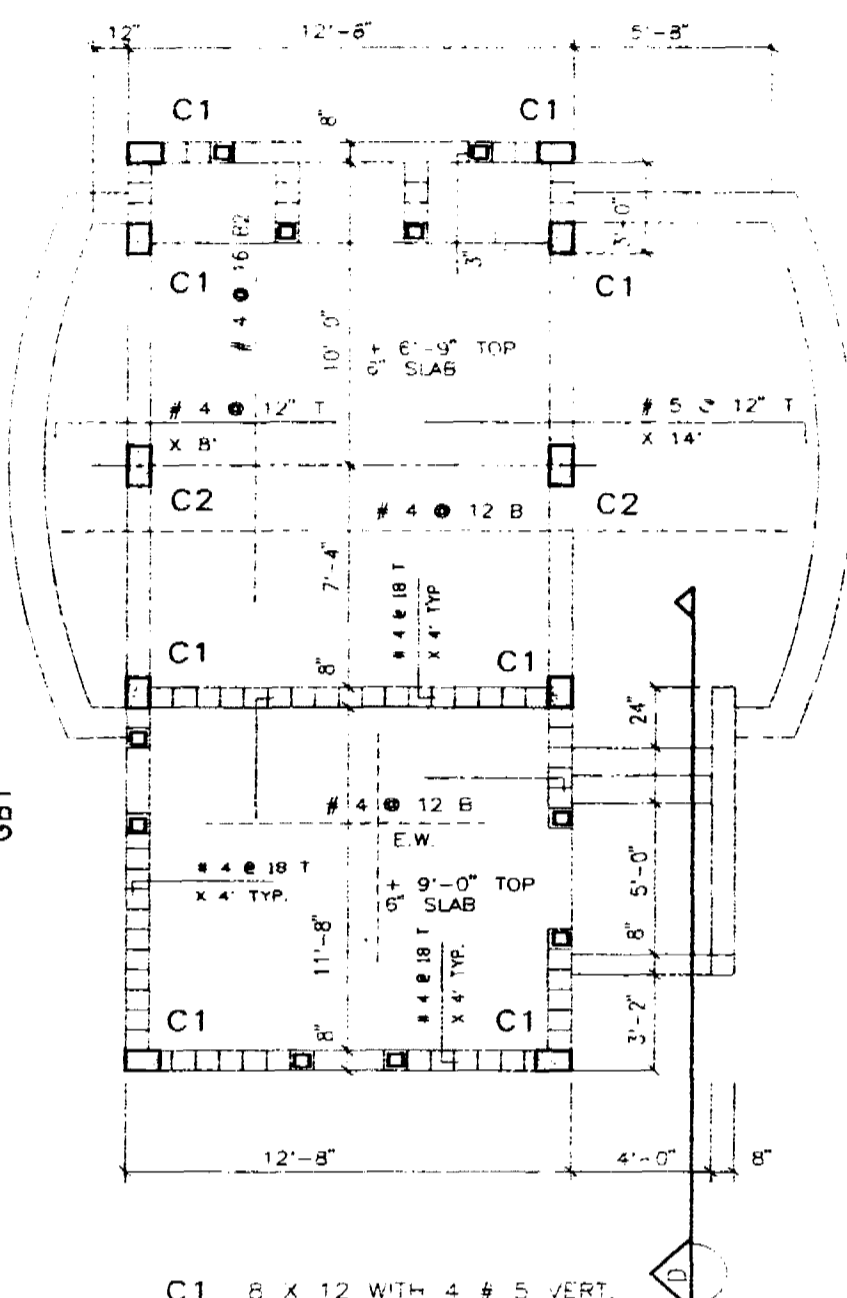 12"
12'-8"
5'-8"
C1
C1
8"
3'-0"
3"
# 4 @ 16 B2
C1
C1
10' 0"
+ 6'-9" TOP
6" SLAB
# 4 @ 12" T
X 8'
# 5 @ 12" T
X 14'
C2
C2
# 4 @ 12 B
7'-4"
# 4 @ 18 T
X 4' TYP
C1
C1
8"
24"
GB1
# 4 @ 12 B
E.W.
# 4 @ 18 T
X 4' TYP.
+ 9'-0" TOP
6" SLAB
5'-0"
8"
11'-8"
# 4 @ 18 T
X 4' TYP.
C1
C1
8"
3'-2"
12'-8"
4'-0"
8"
D
C1 8 X 12 WITH 4 # 5 VERT.